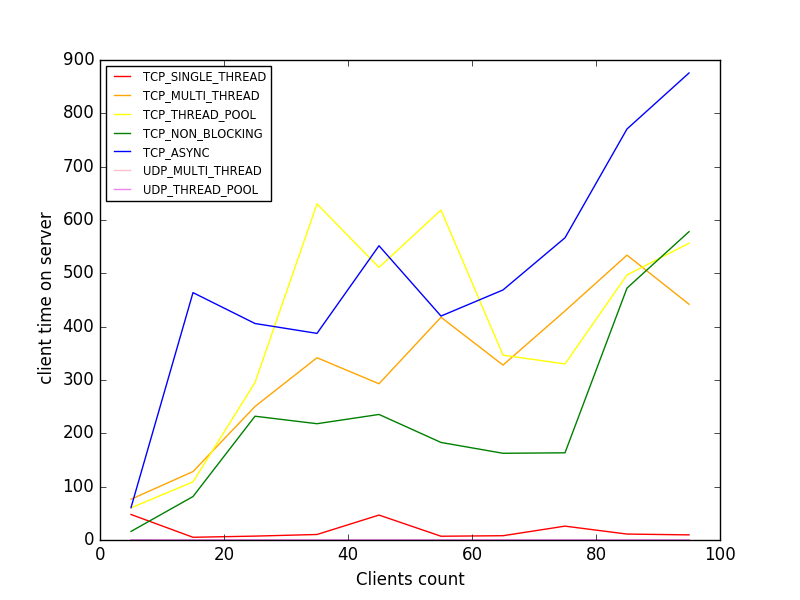 900
800
700
600
500
400
300
200
100
0
client time on server
TCP_SINGLE_THREAD
TCP_MULTI_THREAD
TCP_THREAD_POOL
TCP_NON_BLOCKING
TCP_ASYNC
UDP_MULTI_THREAD
UDP_THREAD_POOL
0 20 40 60 80 100
Clients count